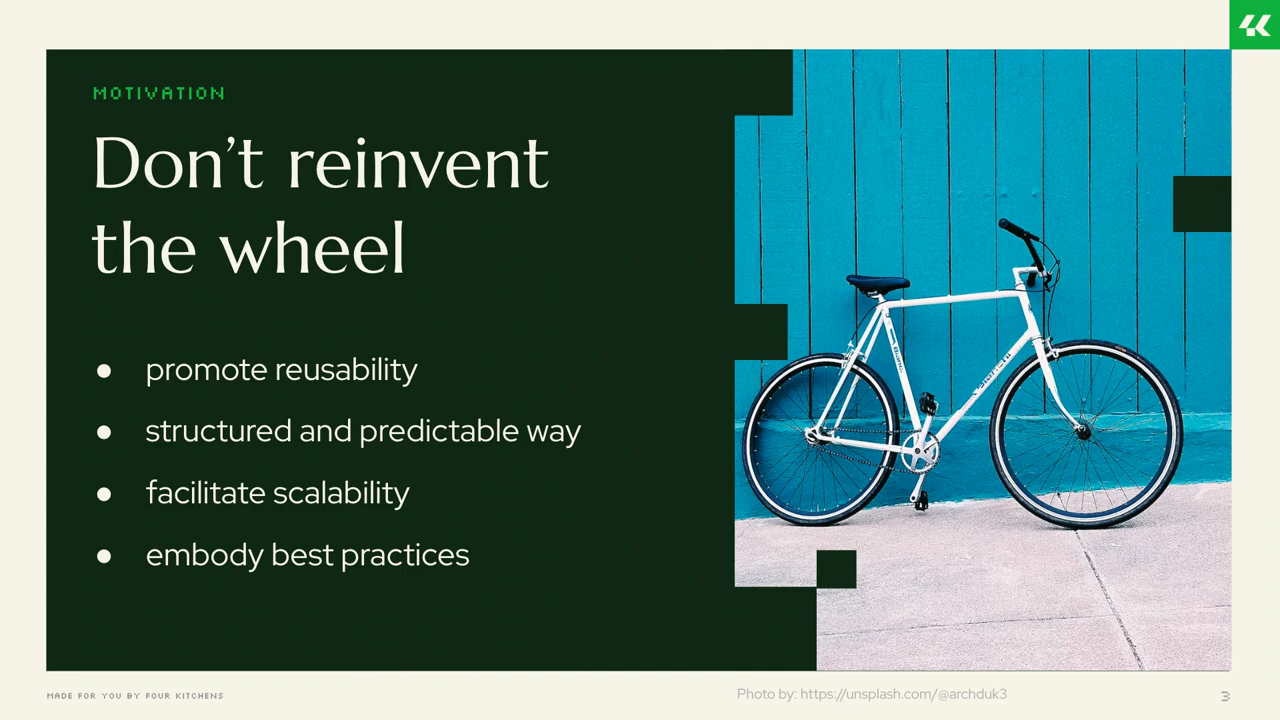 MOTIVATION
Don’t reinvent
the wheel
● promote reusability
● structured and predictable way
● facilitate scalability
● embody best practices
MADE FOR YOU BY FOUR KITCHENS
Photo by: https://unsplash.com/@archduk3
3